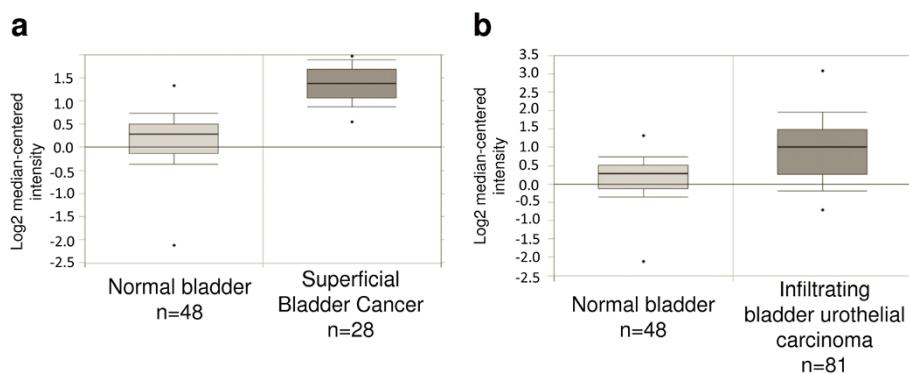 a
Log2 median-centered
intensity
1.5
1.0
0.5
0.0
-0.5
-1.0
-1.5
-2.0
-2.5
Normal bladder
n=48
Superficial
Bladder Cancer
n=28
b
Log2 median-centered
intensity
3.5
3.0
2.5
2.0
1.5
1.0
0.5
0.0
-0.5
-1.0
-1.5
-2.0
-2.5
Normal bladder
n=48
Infiltrating
bladder urothelial
carcinoma
n=81